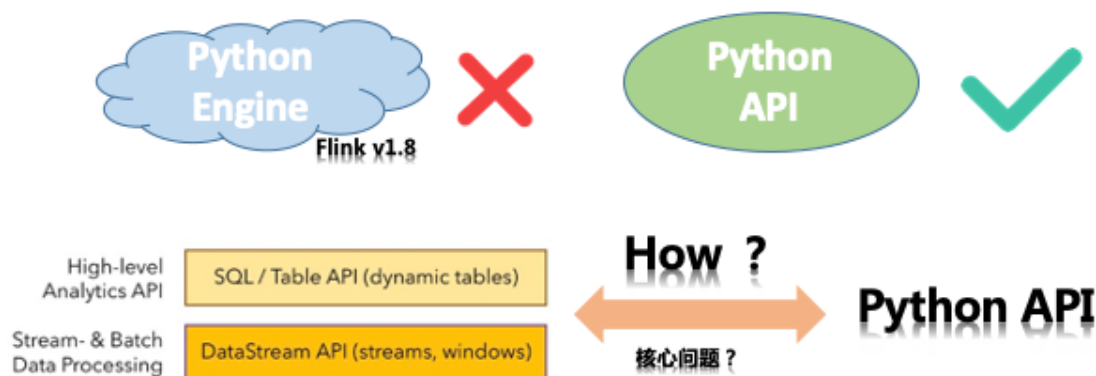 Python
Engine
Flink v1.8
Python
API
High-level
Analytics API
SQL / Table API (dynamic tables)
Stream- & Batch
Data Processing
DataStream API (streams, windows)
How ?
核心问题？
Python API